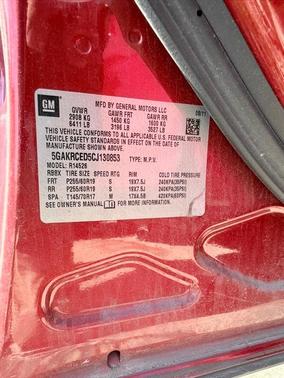 GM
MFD BY GENERAL MOTORS LLC
08/11
GVWR GAWR FRT GAWR RR
2908 KG 1450 KG 1600 KG
6411 LB 3196 LB 3527 LB
THIS VEHICLE CONFORMS TO ALL APPLICABLE U.S. FEDERAL MOTOR
VEHICLE SAFETY STANDARDS IN EFFECT ON THE DATE OF
MANUFACTURE SHOWN ABOVE.
5GAKRCED5CJ130853 TYPE: M.P.V.
MODEL: R14526
RBBX TIRE SIZE SPEED RTG RIM COLD TIRE PRESSURE
FRT P255/60R19 S 19X7.5J 240KPA(35PSI)
RR P255/60R19 S 19X7.5J 240KPA(35PSI)
SPA T145/70R17 M 17X4.5B 420KPA(60PSI)
SEE OWNER'S MANUAL FOR MORE INFORMATION.